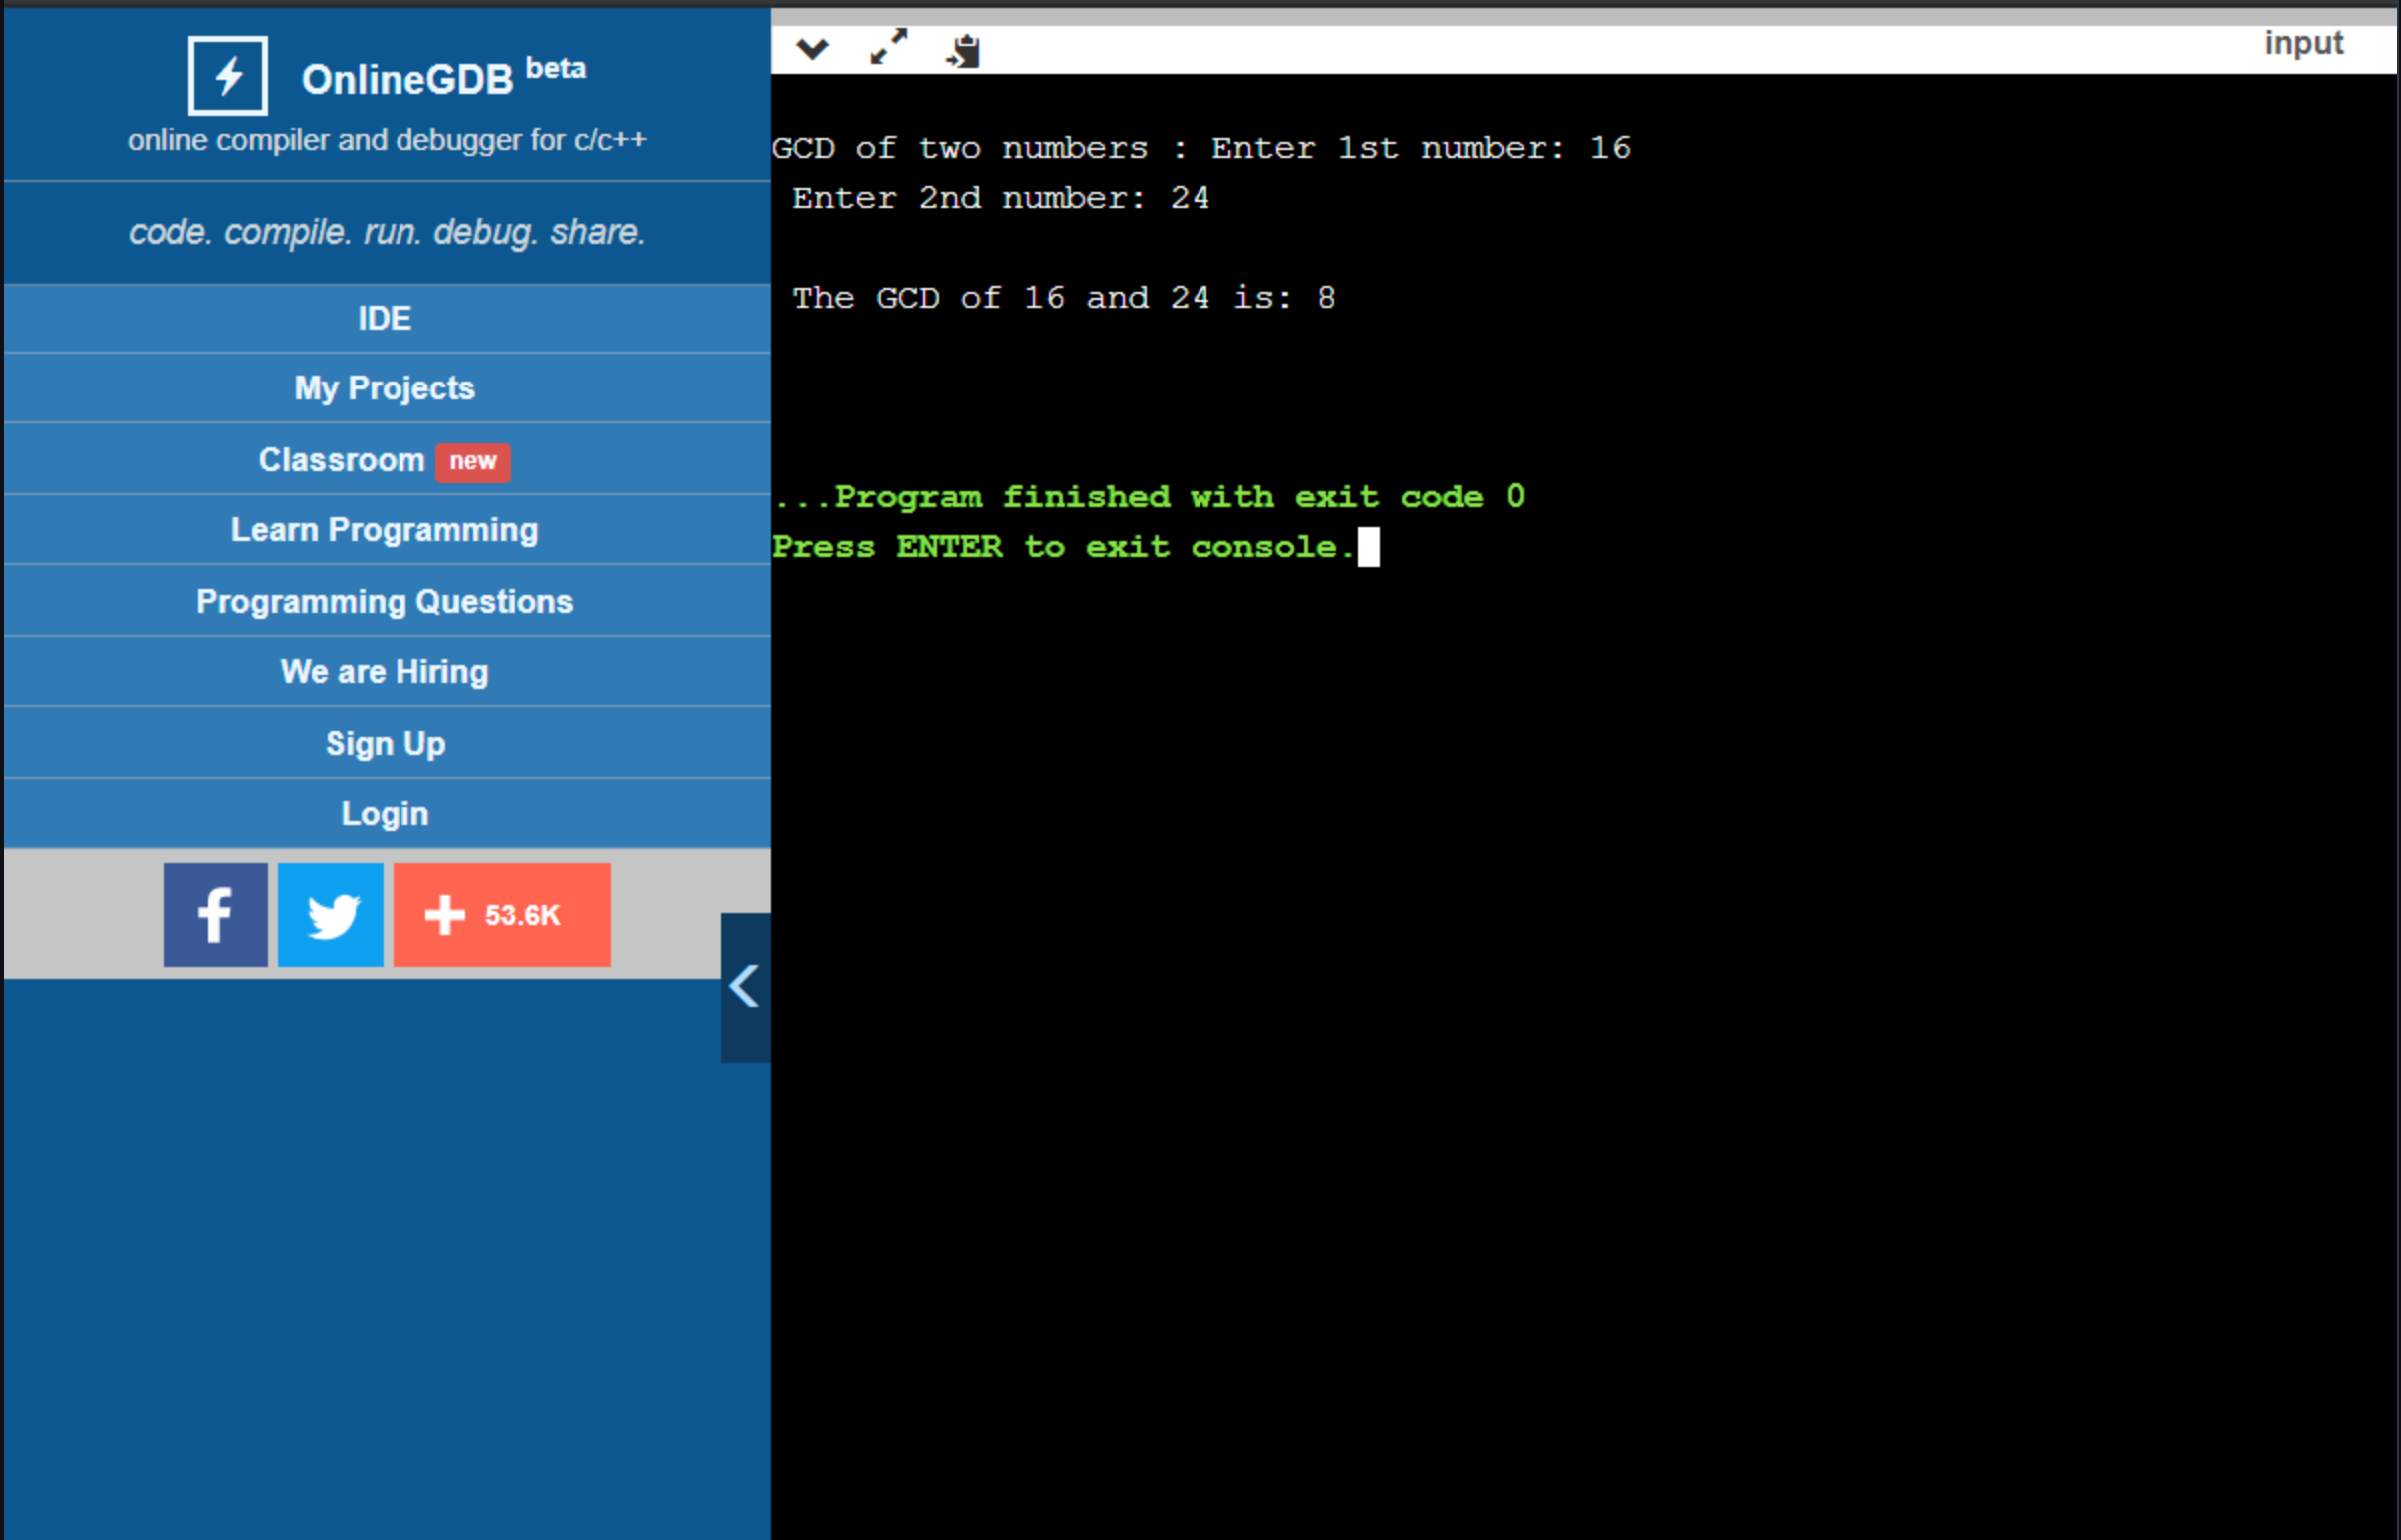 OnlineGDB beta
online compiler and debugger for c/c++
code. compile. run. debug. share.
IDE
My Projects
Classroom new
Learn Programming
Programming Questions
We are Hiring
Sign Up
Login
53.6K
input
GCD of two numbers : Enter 1st number: 16
Enter 2nd number: 24
The GCD of 16 and 24 is: 8
...Program finished with exit code 0
Press ENTER to exit console.